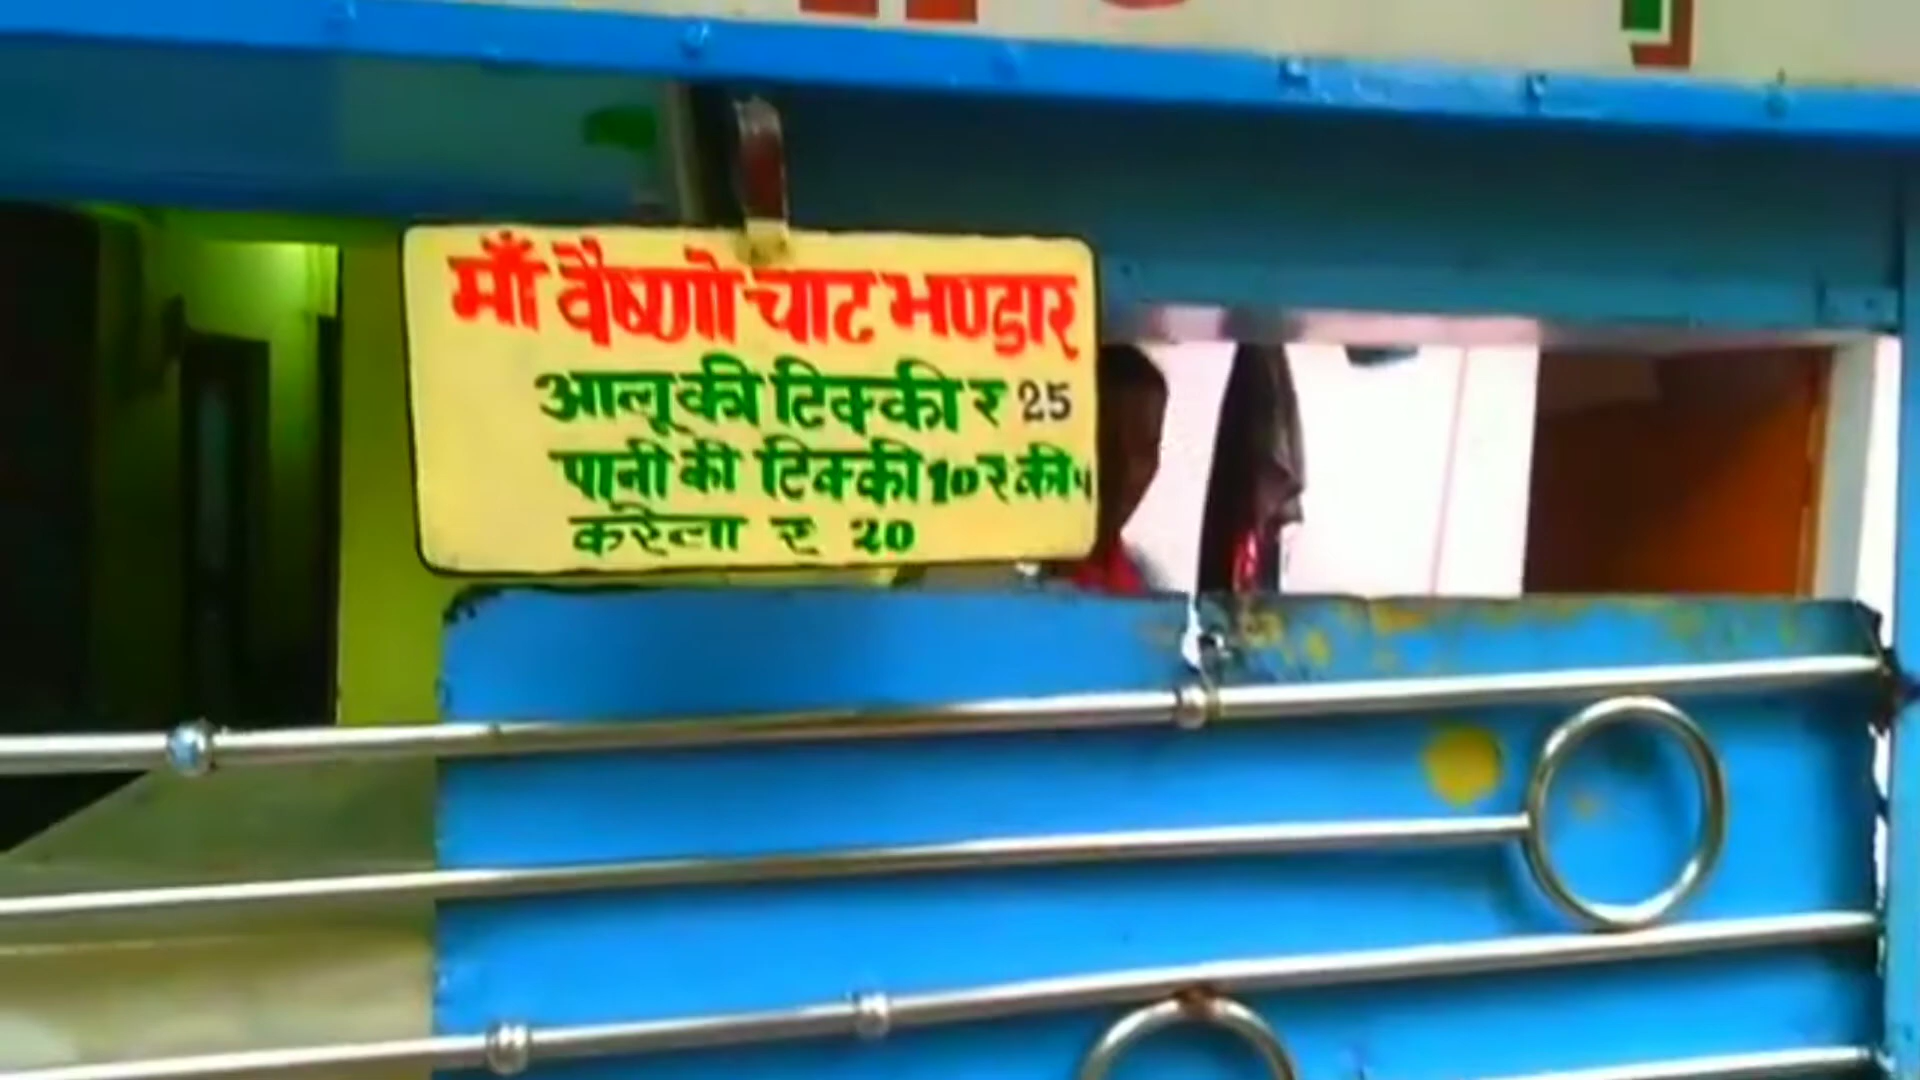 माँ वैष्णो चाट भण्डार
आलू की टिक्की र 25
पानी की टिक्की 10 र की
करेला र 20